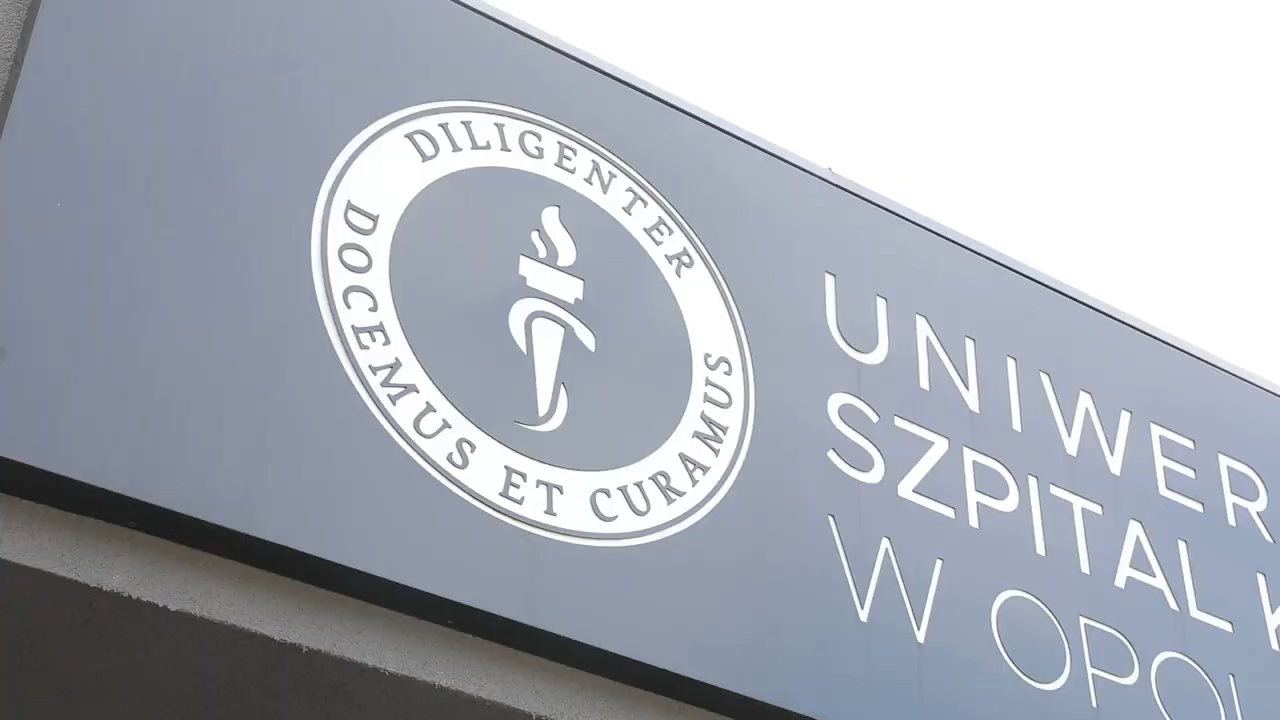 DILIGENTER
DOCEMUS ET CURAMUS
UNIWER
SZPITAL K
W OPOL